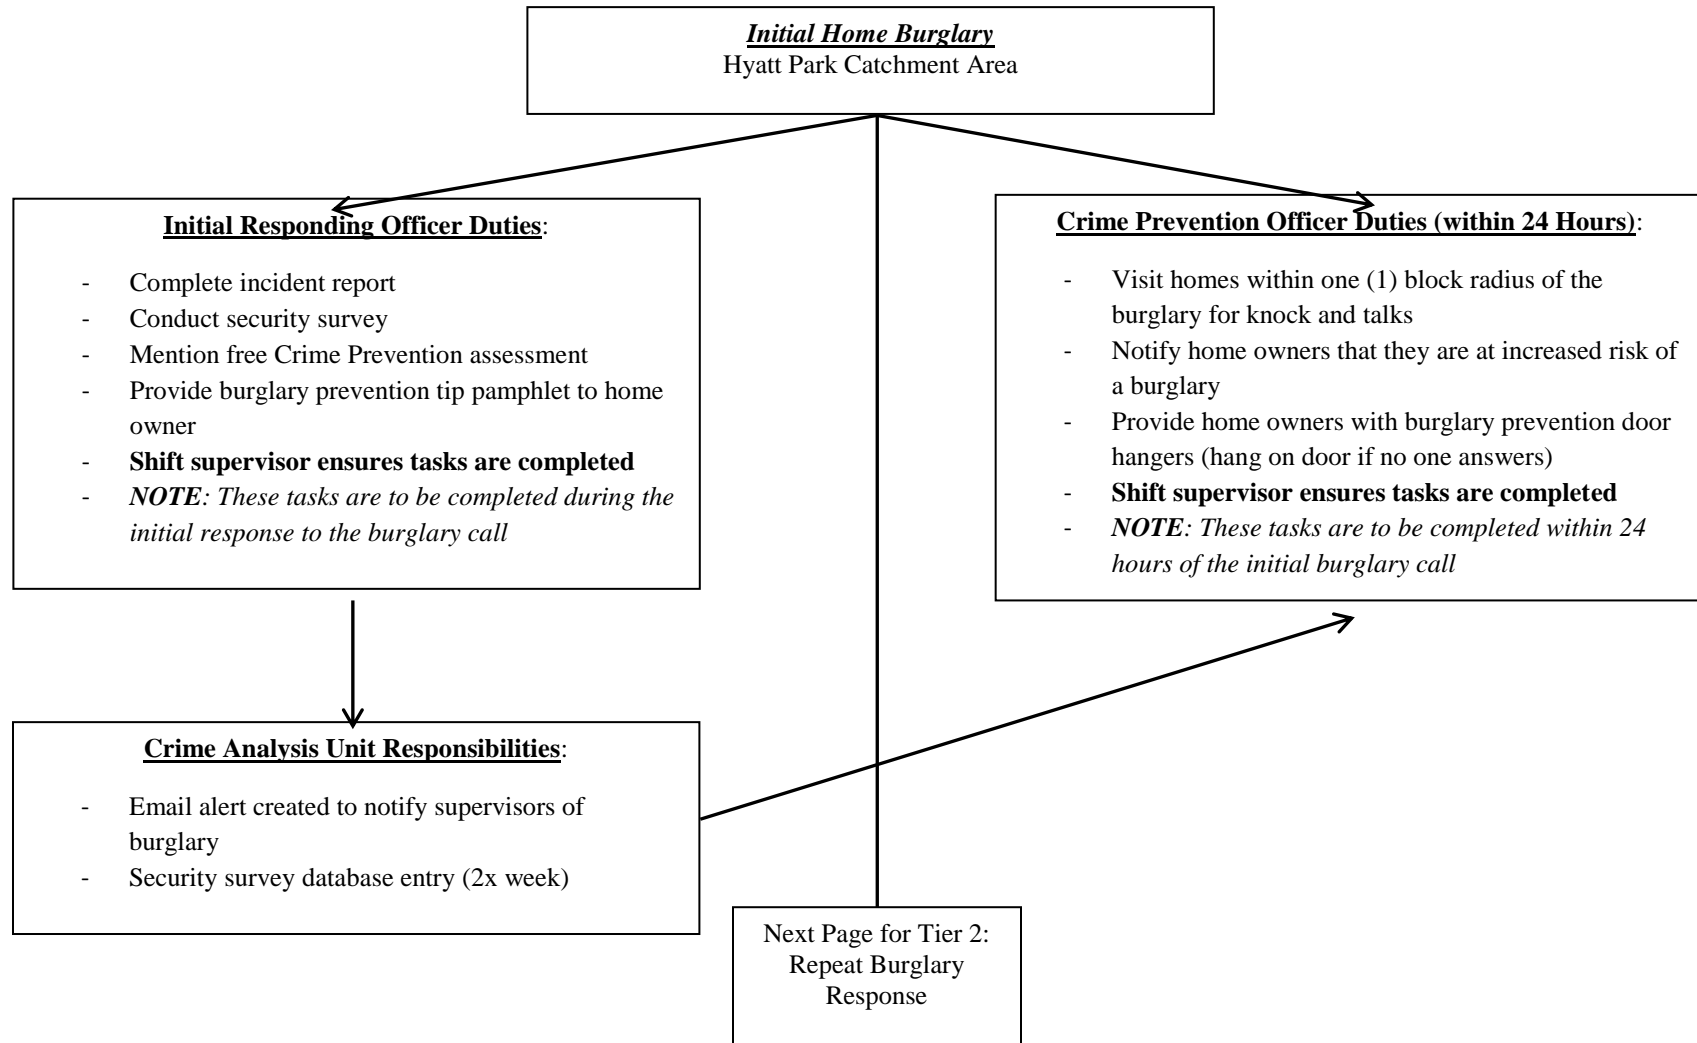 Initial Home Burglary
Hyatt Park Catchment Area
Initial Responding Officer Duties:
- Complete incident report
- Conduct security survey
- Mention free Crime Prevention assessment
- Provide burglary prevention tip pamphlet to home
owner
- Shift supervisor ensures tasks are completed
- NOTE: These tasks are to be completed during the
initial response to the burglary call
Crime Prevention Officer Duties (within 24 Hours):
- Visit homes within one (1) block radius of the
burglary for knock and talks
- Notify home owners that they are at increased risk of
a burglary
- Provide home owners with burglary prevention door
hangers (hang on door if no one answers)
- Shift supervisor ensures tasks are completed
- NOTE: These tasks are to be completed within 24
hours of the initial burglary call
Crime Analysis Unit Responsibilities:
- Email alert created to notify supervisors of
burglary
- Security survey database entry (2x week)
Next Page for Tier 2:
Repeat Burglary
Response